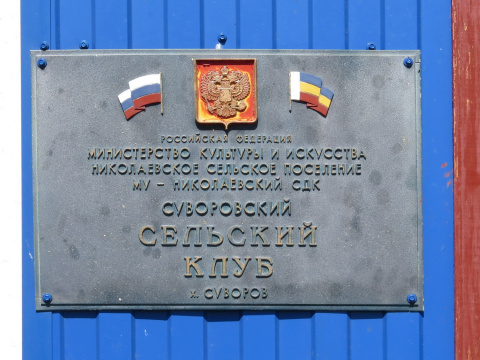 РОССИЙСКАЯ ФЕДЕРАЦИЯ
МИНИСТЕРСТВО КУЛЬТУРЫ И ИСКУССТВА
НИКОЛАЕВСКОЕ СЕЛЬСКОЕ ПОСЕЛЕНИЕ
МУ – НИКОЛАЕВСКИЙ СДК
СУВОРОВСКИЙ
СЕЛЬСКИЙ
КЛУБ
х. СУВОРОВ